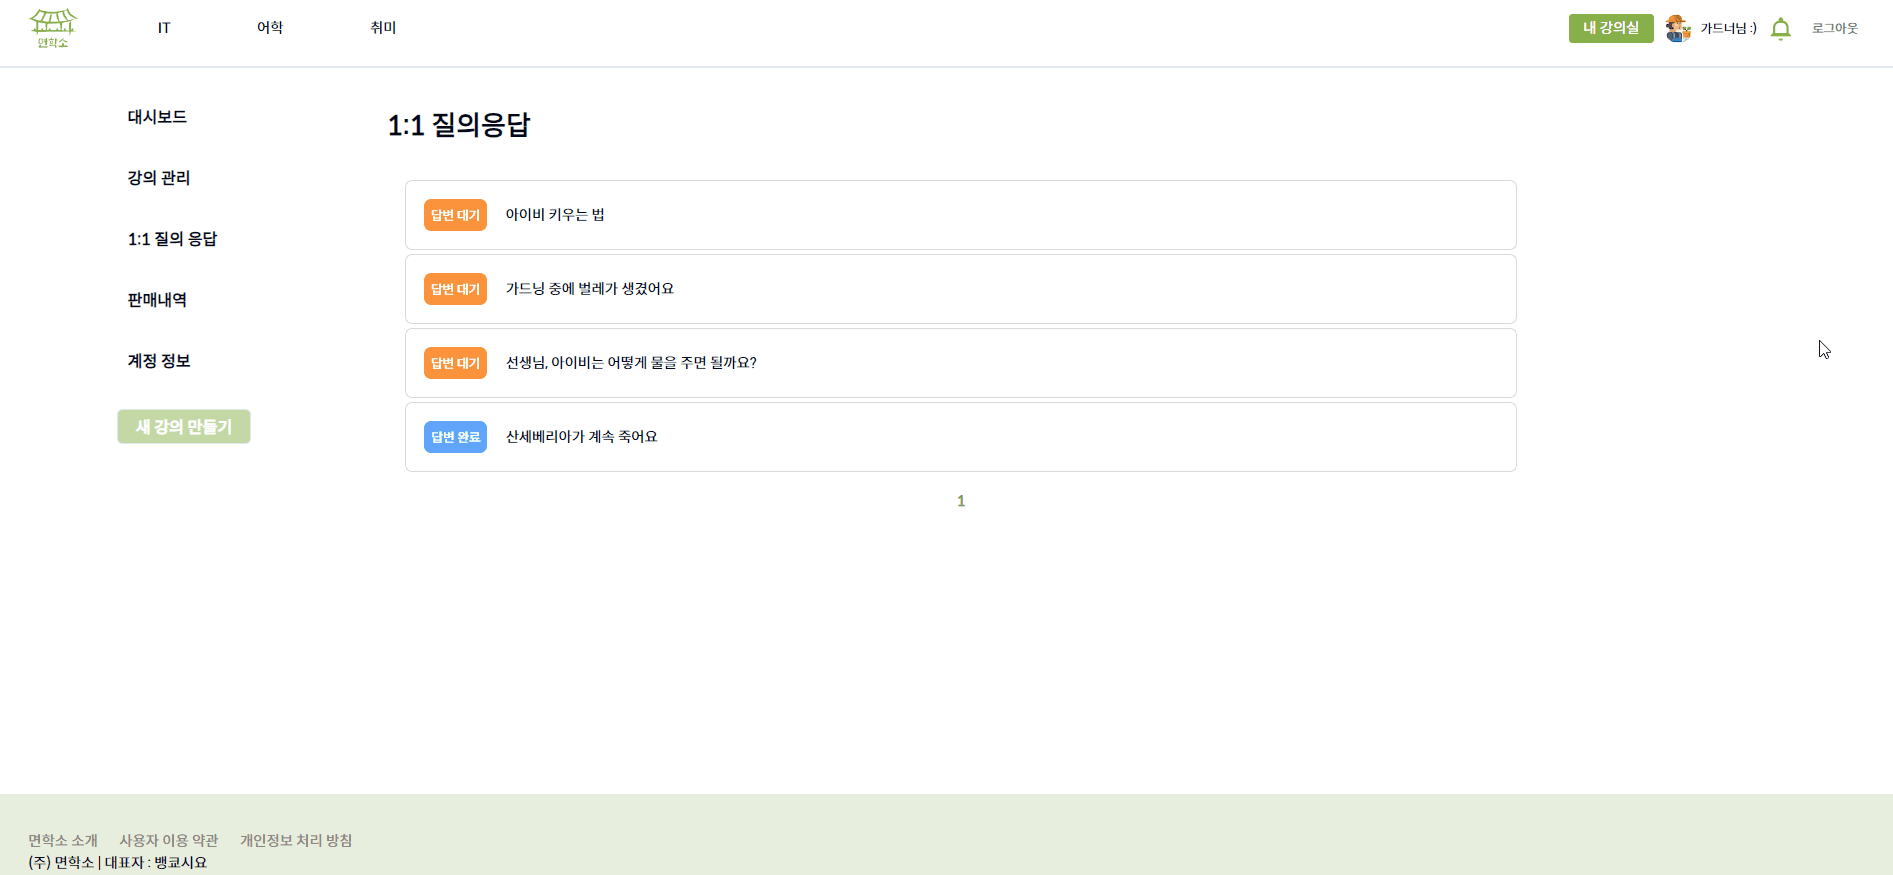 면학소
IT 어학 취미
내 강의실 가드너님 :) 로그아웃
대시보드
강의 관리
1:1 질의 응답
판매내역
계정 정보
새 강의 만들기
1:1 질의응답
답변 대기 아이비 키우는 법
답변 대기 가드닝 중에 벌레가 생겼어요
답변 대기 선생님, 아이비는 어떻게 물을 주면 될까요?
답변 완료 산세베리아가 계속 죽어요
1
면학소 소개 사용자 이용 약관 개인정보 처리 방침
(주) 면학소 | 대표자 : 뱅쿄시요